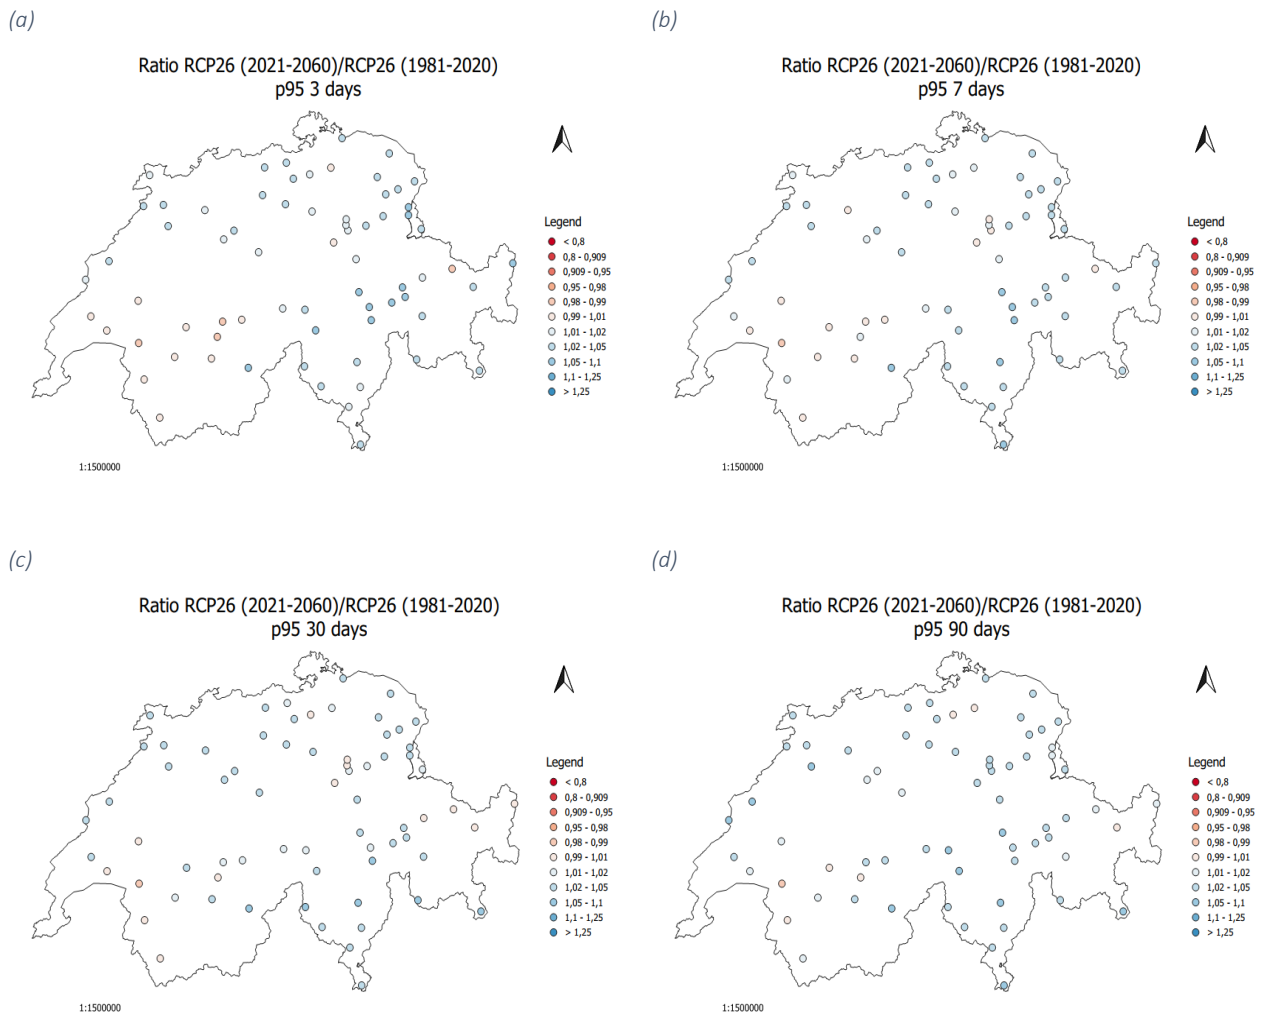 (a)
Ratio RCP26 (2021-2060)/RCP26 (1981-2020)
p95 3 days
Legend
< 0,8
0,8 - 0,909
0,909 - 0,95
0,95 - 0,98
0,98 - 0,99
0,99 - 1,01
1,01 - 1,02
1,02 - 1,05
1,05 - 1,1
1,1 - 1,25
> 1,25
1:1500000
(b)
Ratio RCP26 (2021-2060)/RCP26 (1981-2020)
p95 7 days
Legend
< 0,8
0,8 - 0,909
0,909 - 0,95
0,95 - 0,98
0,98 - 0,99
0,99 - 1,01
1,01 - 1,02
1,02 - 1,05
1,05 - 1,1
1,1 - 1,25
> 1,25
1:1500000
(c)
Ratio RCP26 (2021-2060)/RCP26 (1981-2020)
p95 30 days
Legend
< 0,8
0,8 - 0,909
0,909 - 0,95
0,95 - 0,98
0,98 - 0,99
0,99 - 1,01
1,01 - 1,02
1,02 - 1,05
1,05 - 1,1
1,1 - 1,25
> 1,25
1:1500000
(d)
Ratio RCP26 (2021-2060)/RCP26 (1981-2020)
p95 90 days
Legend
< 0,8
0,8 - 0,909
0,909 - 0,95
0,95 - 0,98
0,98 - 0,99
0,99 - 1,01
1,01 - 1,02
1,02 - 1,05
1,05 - 1,1
1,1 - 1,25
> 1,25
1:1500000